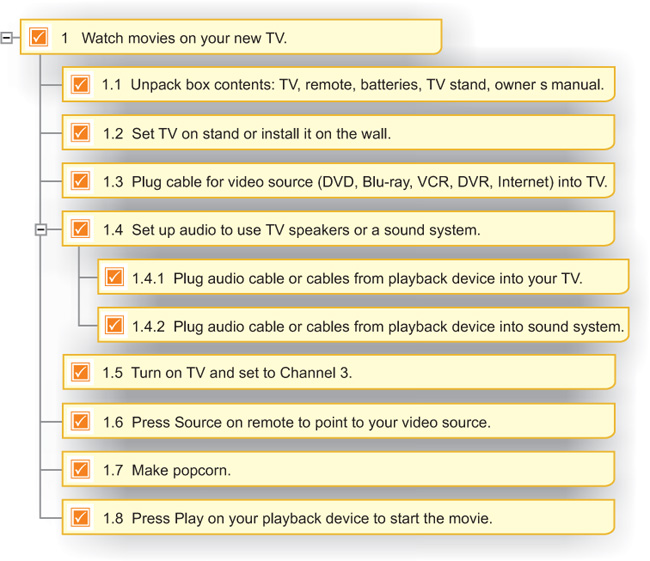 1 Watch movies on your new TV.
1.1 Unpack box contents: TV, remote, batteries, TV stand, owner s manual.
1.2 Set TV on stand or install it on the wall.
1.3 Plug cable for video source (DVD, Blu-ray, VCR, DVR, Internet) into TV.
1.4 Set up audio to use TV speakers or a sound system.
1.4.1 Plug audio cable or cables from playback device into your TV.
1.4.2 Plug audio cable or cables from playback device into sound system.
1.5 Turn on TV and set to Channel 3.
1.6 Press Source on remote to point to your video source.
1.7 Make popcorn.
1.8 Press Play on your playback device to start the movie.